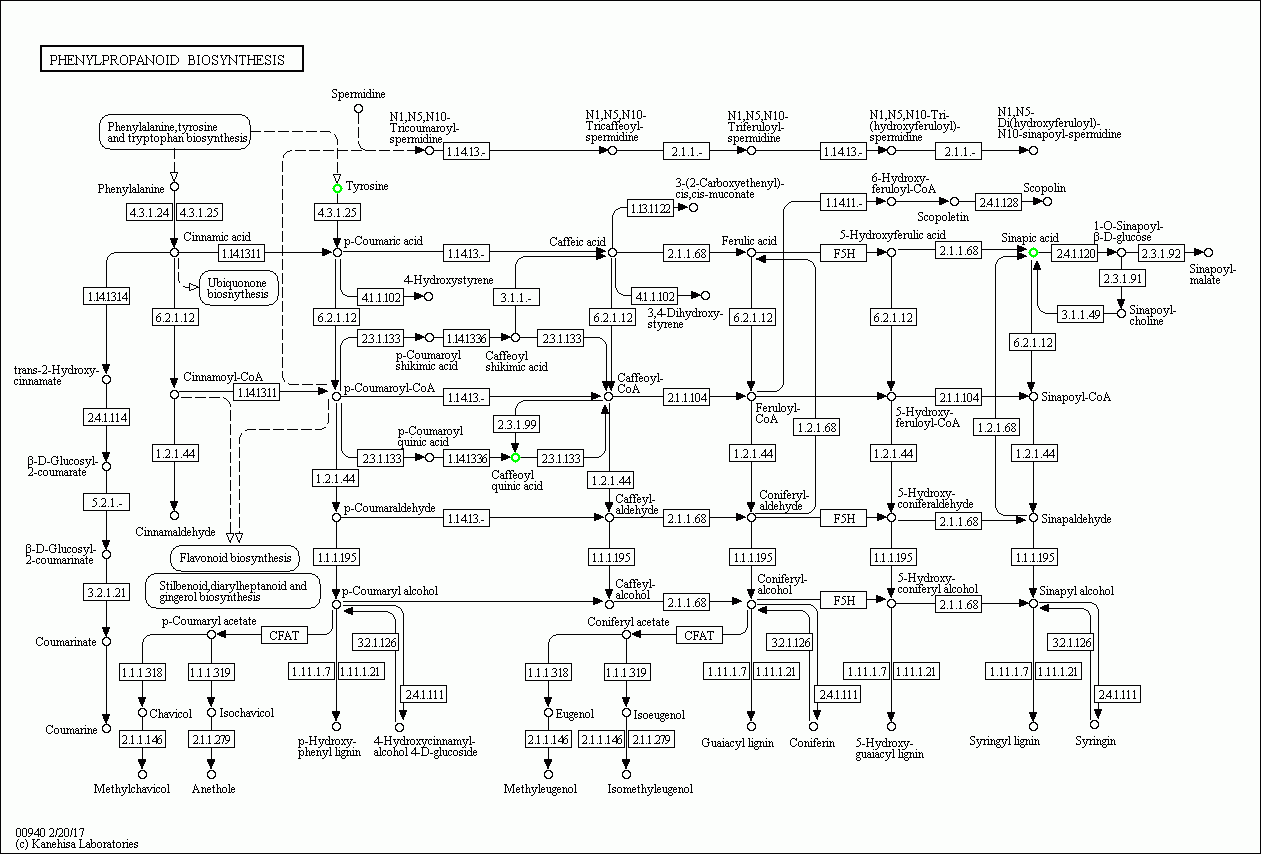 PHENYLPROPANOID BIOSYNTHESIS
Spermidine
N1,N5,N10-
Tricoumaroyl-
spermidine
N1,N5,N10-
Tricaffeoyl-
spermidine
N1,N5,N10-
Triferuloyl-
spermidine
N1,N5,N10-Tri-
(hydroxyferuloyl)-
spermidine
N1,N5-
Di(hydroxyferuloyl)-
N10-sinapoyl-spermidine
Phenylalanine,tyrosine
and tryptophan biosynthesis
1.14.13.-
2.1.1.-
1.14.13.-
2.1.1.-
Phenylalanine
Tyrosine
3-(2-Carboxyethenyl)-
cis,cis-muconate
6-Hydroxy-
feruloyl-CoA
Scopoletin
Scopolin
4.3.1.24
4.3.1.25
4.3.1.25
1.13.1122
1.14.11.-
2.4.1.128
Cinnamic acid
p-Coumaric acid
Caffeic acid
Ferulic acid
5-Hydroxyferulic acid
Sinapic acid
1-O-Sinapoyl-
β-D-glucose
1.14.1311
1.14.13.-
2.1.1.68
F5H
2.1.1.68
2.4.1.120
2.3.1.92
Sinapoyl-
malate
Ubiquonone
biosnythesis
4-Hydroxystyrene
2.3.1.91
1.14.1314
4.1.1.102
3.1.1.-
4.1.1.102
3,4-Dihydroxy-
styrene
3.1.1.49
Sinapoyl-
choline
6.2.1.12
6.2.1.12
6.2.1.12
6.2.1.12
6.2.1.12
6.2.1.12
2.3.1.133
1.14.1336
2.3.1.133
p-Coumaroyl
shikimic acid
Caffeoyl
shikimic acid
trans-2-Hydroxy-
cinnamate
Cinnamoyl-CoA
1.14.1311
p-Coumaroyl-CoA
1.14.13.-
Caffeoyl-
CoA
2.1.1.104
Feruloyl-
CoA
2.1.1.104
5-Hydroxy-
feruloyl-CoA
Sinapoyl-CoA
2.4.1.114
p-Coumaroyl
quinic acid
2.3.1.99
1.2.1.68
1.2.1.68
1.2.1.44
2.3.1.133
1.14.1336
2.3.1.133
1.2.1.44
1.2.1.44
1.2.1.44
β-D-Glucosyl-
2-coumarate
Caffeoyl
quinic acid
1.2.1.44
1.2.1.44
5.2.1.-
Cinnamaldehyde
p-Coumaraldehyde
1.14.13.-
Caffeyl-
aldehyde
2.1.1.68
Coniferyl-
aldehyde
F5H
5-Hydroxy-
coniferaldehyde
2.1.1.68
Sinapaldehyde
β-D-Glucosyl-
2-coumarinate
Flavonoid biosynthesis
1.1.1.195
1.1.1.195
1.1.1.195
1.1.1.195
1.1.1.195
Stilbenoid,diarylheptanoid and
gingerol biosynthesis
3.2.1.21
p-Coumaryl alcohol
Caffeyl-
alcohol
2.1.1.68
Coniferyl-
alcohol
F5H
5-Hydroxy-
coniferyl alcohol
2.1.1.68
Sinapyl alcohol
p-Coumaryl acetate
CFAT
Coniferyl acetate
CFAT
Coumarinate
3.2.1.126
3.2.1.126
3.2.1.126
1.1.1.318
1.1.1.319
1.11.1.7
1.11.1.21
1.1.1.318
1.1.1.319
1.11.1.7
1.11.1.21
1.11.1.7
1.11.1.21
1.11.1.7
1.11.1.21
2.4.1.111
2.4.1.111
2.4.1.111
Coumarine
Chavicol
Isochavicol
Eugenol
Isoeugenol
2.1.1.146
2.1.1.279
2.1.1.146
2.1.1.146
2.1.1.279
p-Hydroxy-
phenyl lignin
4-Hydroxycinnamyl-
alcohol 4-D-glucoside
Guaiacyl lignin
Coniferin
5-Hydroxy-
guaiacyl lignin
Syringyl lignin
Syringin
Methylchavicol
Anethole
Methyleugenol
Isomethyleugenol
00940 2/20/17
(c) Kanehisa Laboratories